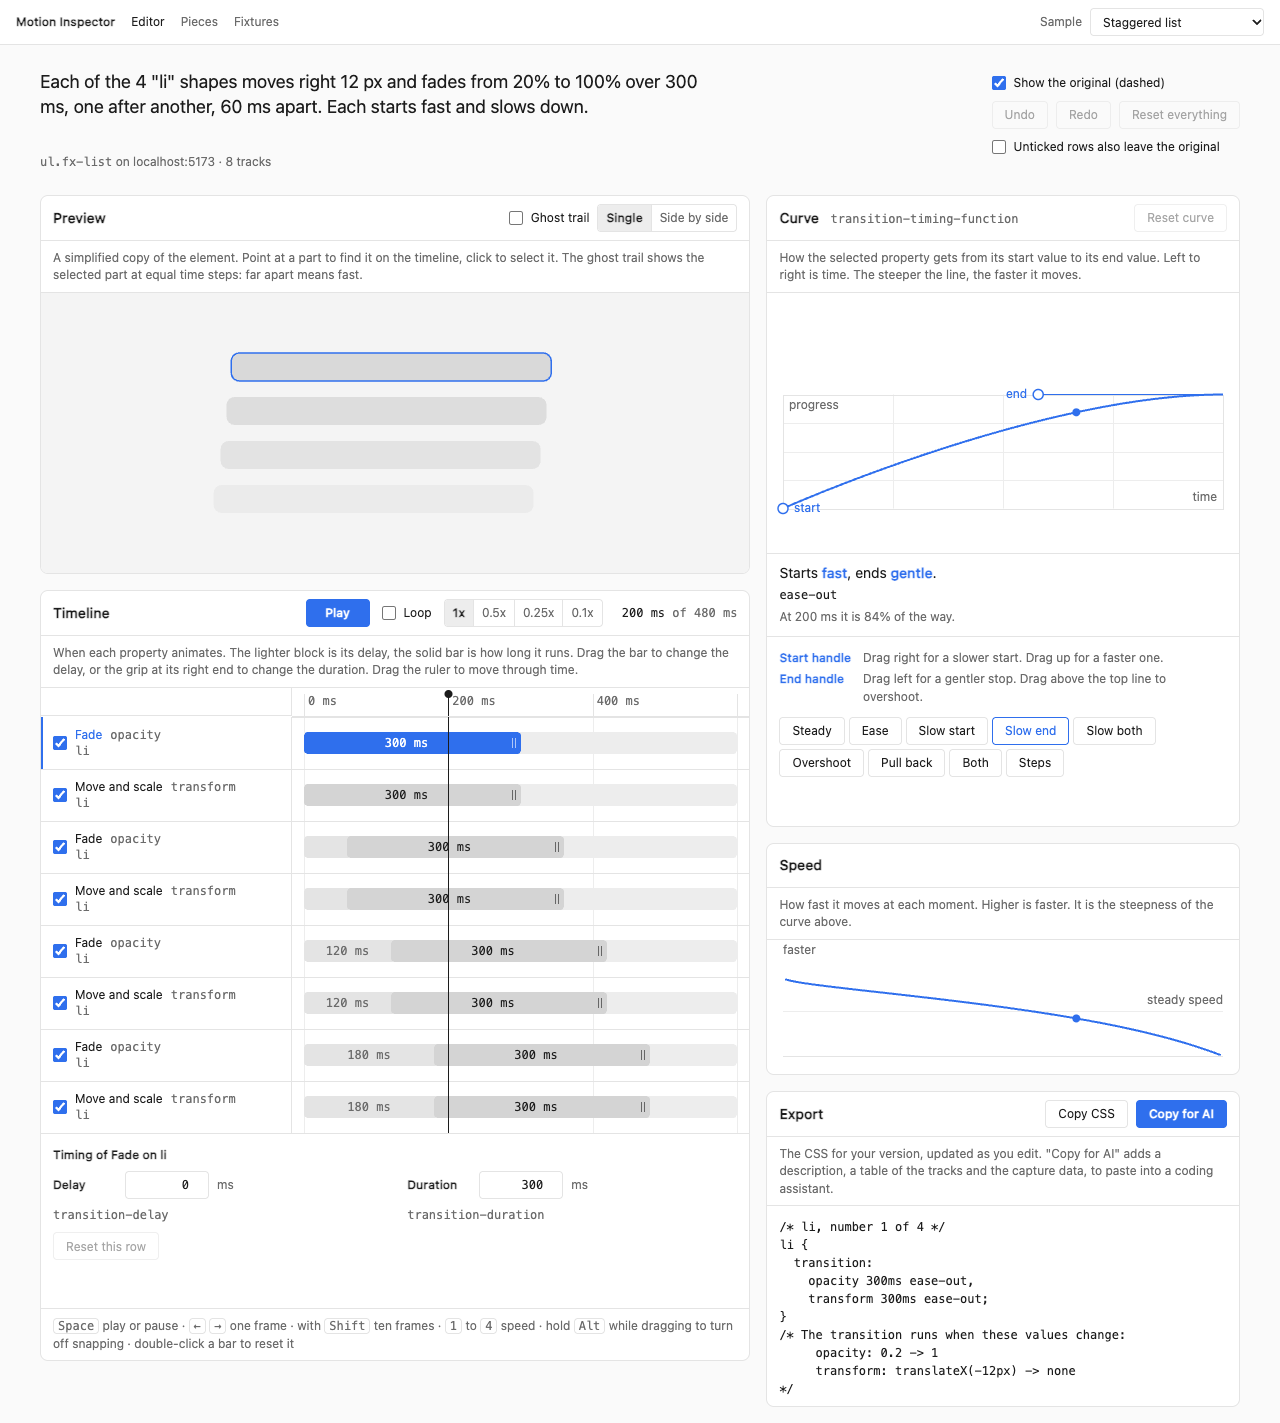 Motion Inspector Editor Pieces Fixtures
Sample Staggered list
Each of the 4 "li" shapes moves right 12 px and fades from 20% to 100% over 300
ms, one after another, 60 ms apart. Each starts fast and slows down.
ul.fx-list on localhost:5173 · 8 tracks
Show the original (dashed)
Undo Redo Reset everything
Unticked rows also leave the original
Preview
Ghost trail Single Side by side
A simplified copy of the element. Point at a part to find it on the timeline, click to select it. The ghost trail shows the
selected part at equal time steps: far apart means fast.
Timeline
Play Loop 1x 0.5x 0.25x 0.1x 200 ms of 480 ms
When each property animates. The lighter block is its delay, the solid bar is how long it runs. Drag the bar to change the
delay, or the grip at its right end to change the duration. Drag the ruler to move through time.
0 ms 200 ms 400 ms
Fade opacity
li
300 ms
Move and scale transform
li
300 ms
Fade opacity
li
300 ms
Move and scale transform
li
300 ms
Fade opacity
li
120 ms 300 ms
Move and scale transform
li
120 ms 300 ms
Fade opacity
li
180 ms 300 ms
Move and scale transform
li
180 ms 300 ms
Timing of Fade on li
Delay 0 ms Duration 300 ms
transition-delay transition-duration
Reset this row
Space play or pause · ← → one frame · with Shift ten frames · 1 to 4 speed · hold Alt while dragging to turn
off snapping · double-click a bar to reset it
Curve transition-timing-function Reset curve
How the selected property gets from its start value to its end value. Left to
right is time. The steeper the line, the faster it moves.
end
progress
time
start
Starts fast, ends gentle.
ease-out
At 200 ms it is 84% of the way.
Start handle Drag right for a slower start. Drag up for a faster one.
End handle Drag left for a gentler stop. Drag above the top line to
overshoot.
Steady Ease Slow start Slow end Slow both
Overshoot Pull back Both Steps
Speed
How fast it moves at each moment. Higher is faster. It is the steepness of the
curve above.
faster
steady speed
Export Copy CSS Copy for AI
The CSS for your version, updated as you edit. "Copy for AI" adds a
description, a table of the tracks and the capture data, to paste into a coding
assistant.
/* li, number 1 of 4 */
li {
transition:
opacity 300ms ease-out,
transform 300ms ease-out;
}
/* The transition runs when these values change:
opacity: 0.2 -> 1
transform: translateX(-12px) -> none
*/